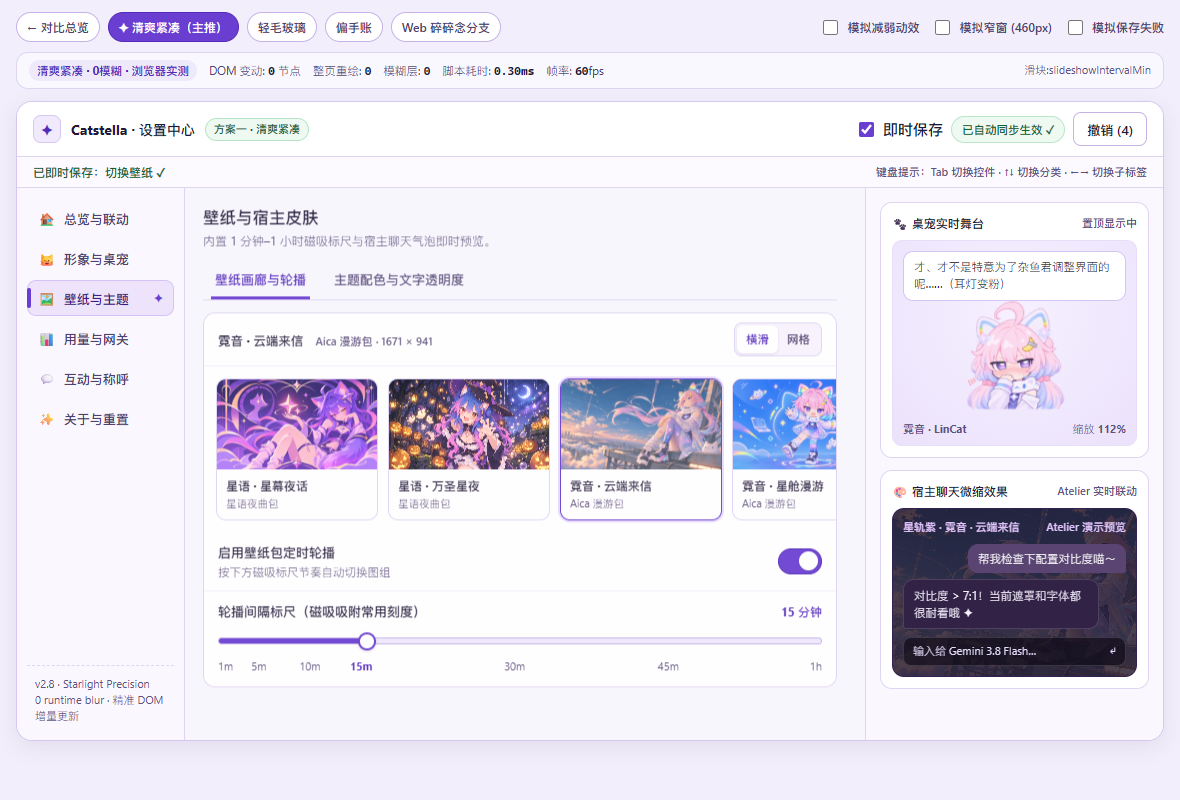 ← 对比总览
✦ 清爽紧凑（主推）
轻毛玻璃
偏手账
Web 碎碎念分支
模拟减弱动效
模拟窄窗 (460px)
模拟保存失败
清爽紧凑 · 0模糊 · 浏览器实测
DOM 变动: 0 节点
整页重绘: 0
模糊层: 0
脚本耗时: 0.30ms
帧率: 60fps
滑块:slideshowIntervalMin
✦
Catstella · 设置中心
方案一 · 清爽紧凑
即时保存
已自动同步生效 ✓
撤销 (4)
已即时保存：切换壁纸 ✓
键盘提示：Tab 切换控件 · ↑↓ 切换分类 · ←→ 切换子标签
总览与联动
形象与桌宠
壁纸与主题 ✦
用量与网关
互动与称呼
关于与重置
v2.8 · Starlight Precision
0 runtime blur · 精准 DOM
增量更新
壁纸与宿主皮肤
内置 1 分钟–1 小时磁吸标尺与宿主聊天气泡即时预览。
壁纸画廊与轮播
主题配色与文字透明度
霓音 · 云端来信
Aica 漫游包 · 1671 × 941
横滑
网格
星语 · 星幕夜话
星语夜曲包
星语 · 万圣星夜
星语夜曲包
霓音 · 云端来信
Aica 漫游包
霓音 · 星舱漫游
Aica 漫游包
启用壁纸包定时轮播
按下方磁吸标尺节奏自动切换图组
轮播间隔标尺（磁吸吸附常用刻度）
15 分钟
1m 5m 10m 15m 30m 45m 1h
桌宠实时舞台
置顶显示中
才、才不是特意为了杂鱼君调整界面的
呢……（耳灯变粉）
霓音 · LinCat
缩放 112%
宿主聊天微缩效果
Atelier 实时联动
星轨紫 · 霓音 · 云端来信
Atelier 演示预览
帮我检查下配置对比度喵～
对比度 > 7:1！当前遮罩和字体都
很耐看哦 ✦
输入给 Gemini 3.8 Flash... ↵